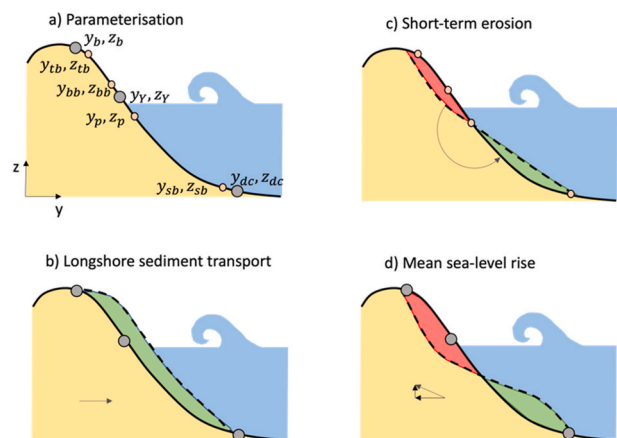 a) Parameterisation
y_b, z_b
y_tb, z_tb
y_bb, z_bb
y_Y, z_Y
y_p, z_p
y_sb, z_sb
y_dc, z_dc
z
y
c) Short-term erosion
b) Longshore sediment transport
d) Mean sea-level rise